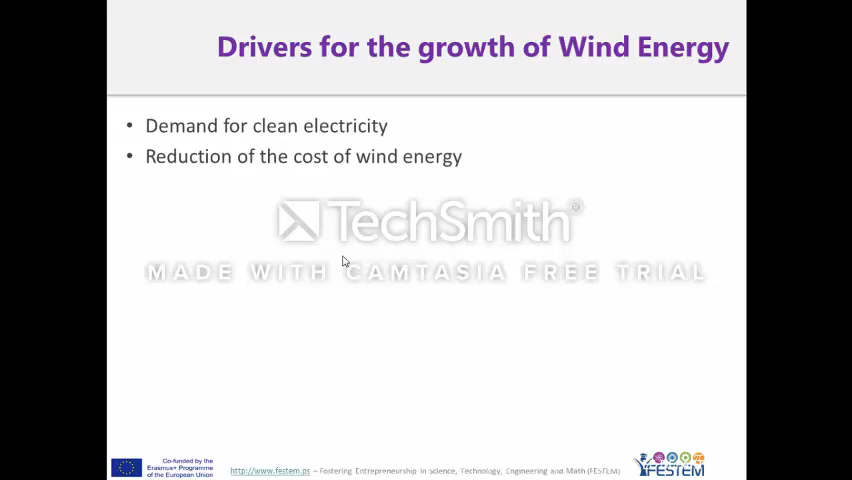 Drivers for the growth of Wind Energy
• Demand for clean electricity
• Reduction of the cost of wind energy
TechSmith®
MADE WITH CAMTASIA FREE TRIAL
Co-funded by the
Erasmus+ Programme
of the European Union
http://www.festem.ps – Fostering Entrepreneurship in Science, Technology, Engineering and Math (FESTEM)
FESTEM